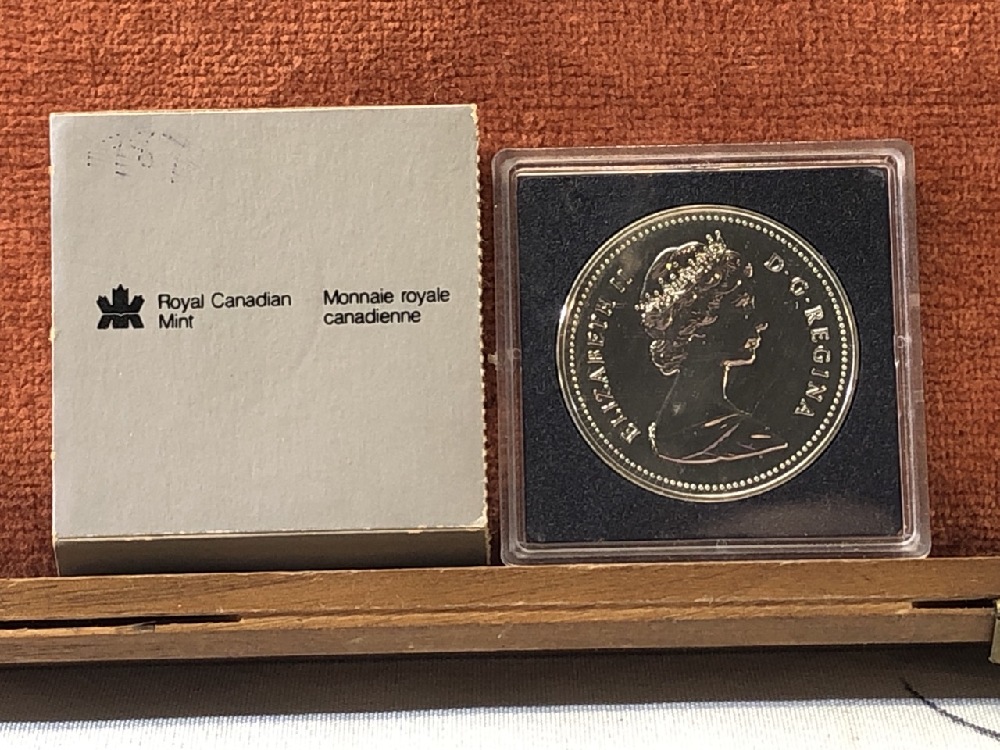 Royal Canadian
Mint
Monnaie royale
canadienne
ELIZABETH II
D·G·REGINA